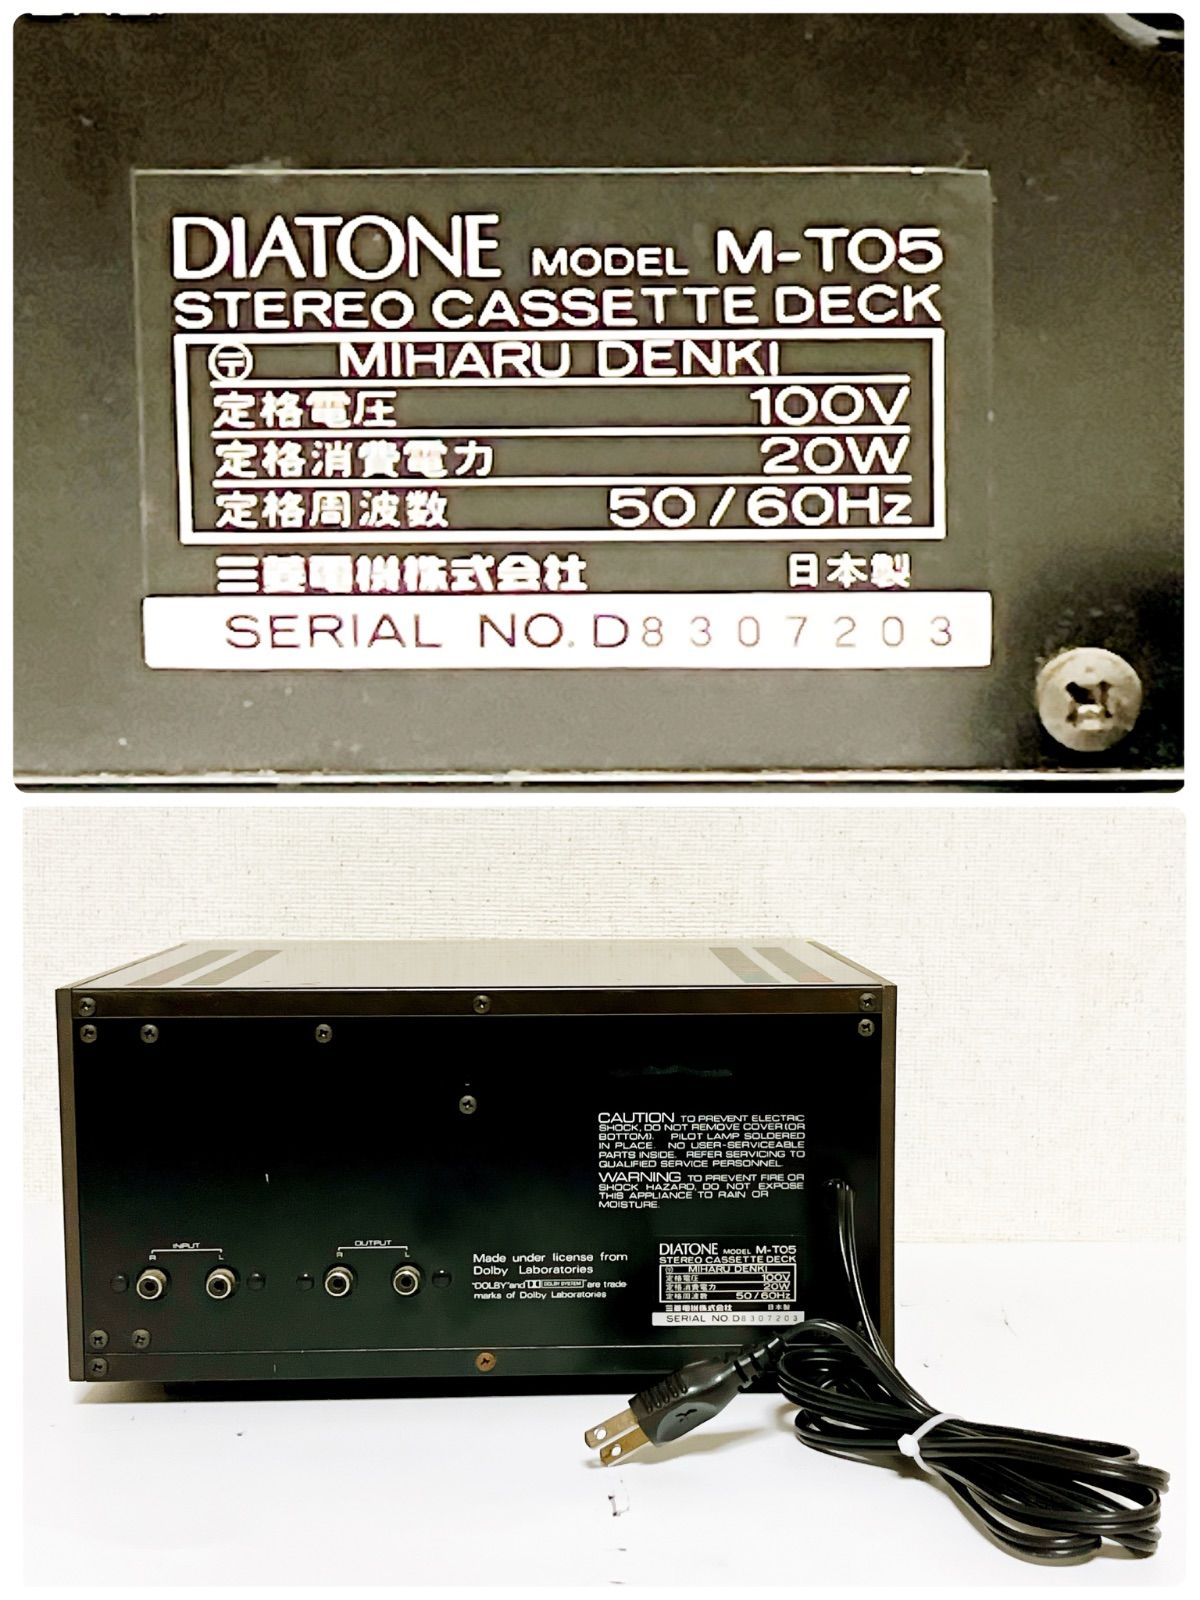 DIATONE MODEL M-T05
STEREO CASSETTE DECK
〒 MIHARU DENKI
定格電圧 100V
定格消費電力 20W
定格周波数 50/60Hz
三菱電機株式会社 日本製
SERIAL NO. D8307203
CAUTION TO PREVENT ELECTRIC
SHOCK, DO NOT REMOVE COVER (OR
BOTTOM). PILOT LAMP SOLDERED
IN PLACE. NO USER-SERVICEABLE
PARTS INSIDE. REFER SERVICING TO
QUALIFIED SERVICE PERSONNEL.
WARNING TO PREVENT FIRE OR
SHOCK HAZARD, DO NOT EXPOSE
THIS APPLIANCE TO RAIN OR
MOISTURE.
INPUT
R L
OUTPUT
R L
Made under license from
Dolby Laboratories
"DOLBY" and DOLBY SYSTEM are trade-
marks of Dolby Laboratories
DIATONE MODEL M-T05
STEREO CASSETTE DECK
〒 MIHARU DENKI
定格電圧 100V
定格消費電力 20W
定格周波数 50/60Hz
三菱電機株式会社 日本製
SERIAL NO. D8307203